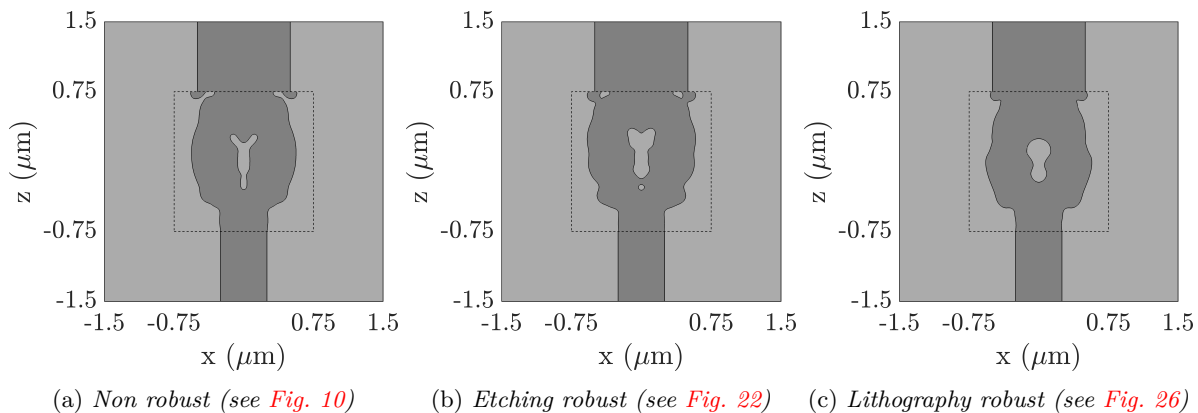 1.5
0.75
-0.75
-1.5
z (μm)
-1.5 -0.75 0.75 1.5
x (μm)
(a) Non robust (see Fig. 10)
1.5
0.75
-0.75
-1.5
z (μm)
-1.5 -0.75 0.75 1.5
x (μm)
(b) Etching robust (see Fig. 22)
1.5
0.75
-0.75
-1.5
z (μm)
-1.5 -0.75 0.75 1.5
x (μm)
(c) Lithography robust (see Fig. 26)